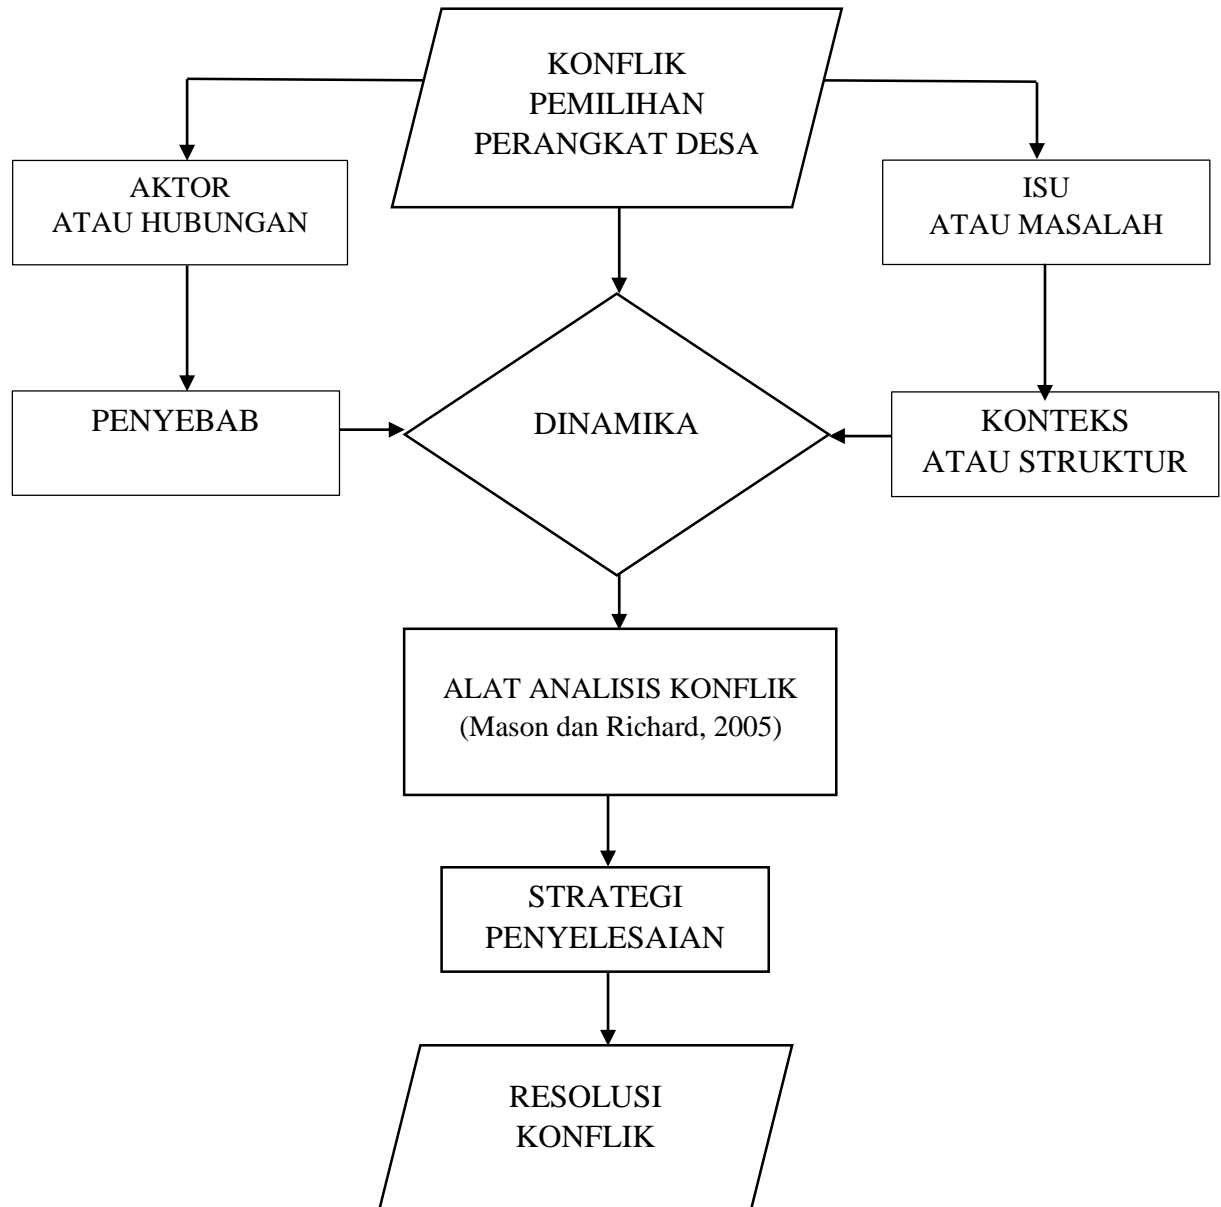 KONFLIK
PEMILIHAN
PERANGKAT DESA
AKTOR
ATAU HUBUNGAN
ISU
ATAU MASALAH
PENYEBAB
DINAMIKA
KONTEKS
ATAU STRUKTUR
ALAT ANALISIS KONFLIK
(Mason dan Richard, 2005)
STRATEGI
PENYELESAIAN
RESOLUSI
KONFLIK